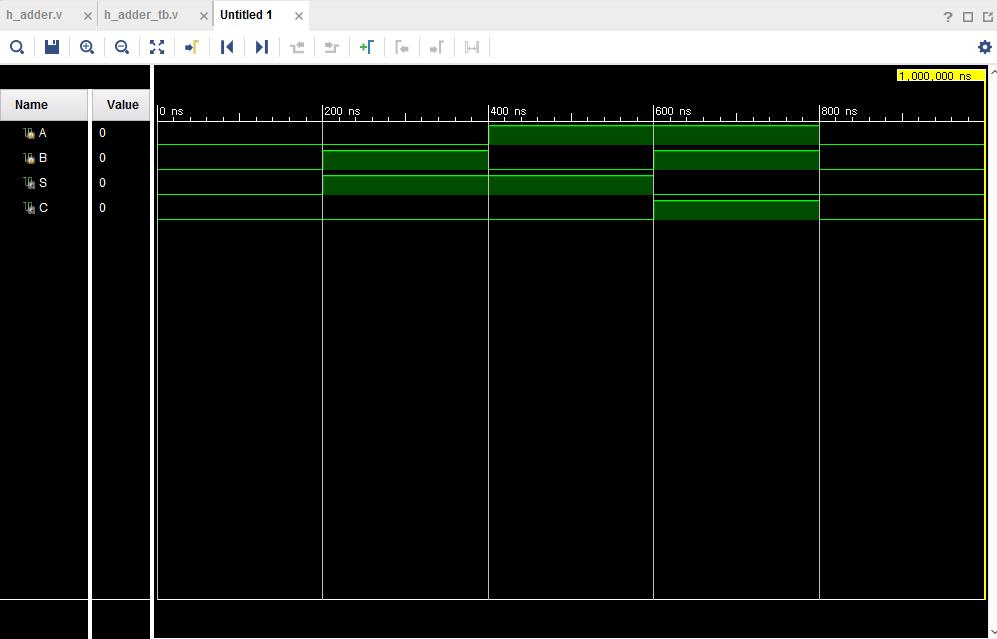 h_adder.v × h_adder_tb.v × Untitled 1 × ?
1,000,000 ns
Name Value
0 ns 200 ns 400 ns 600 ns 800 ns
A 0
B 0
S 0
C 0